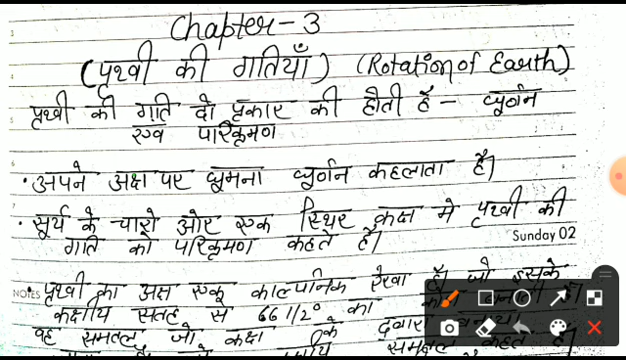 Chapter-3
(पृथ्वी की गतियाँ) (Rotation of Earth)
पृथ्वी की गति दो प्रकार की होती है - घूर्णन
एव परिक्रमण
• अपने अक्ष पर घूमना घूर्णन कहलाता है।
• सूर्य के चारो ओर एक स्थिर कक्ष मे पृथ्वी की
गति को परिक्रमण कहते है।
Sunday 02
NOTES • पृथ्वी का अक्ष एक काल्पनिक रेखा है, जो इसके
कक्षीय सतह से 66 1/2° का
वह समतल जो कक्षा के द्वारा
समतल कहते है।